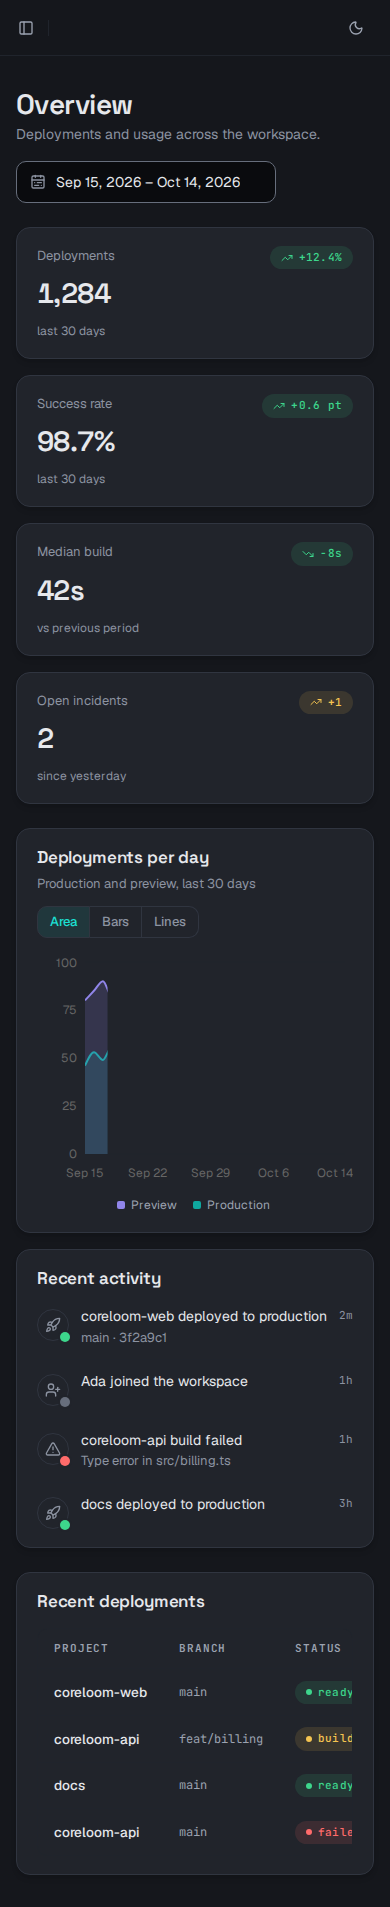 Overview
Deployments and usage across the workspace.
Sep 15, 2026 – Oct 14, 2026
Deployments
+12.4%
1,284
last 30 days
Success rate
+0.6 pt
98.7%
last 30 days
Median build
-8s
42s
vs previous period
Open incidents
+1
2
since yesterday
Deployments per day
Production and preview, last 30 days
Area Bars Lines
100
75
50
25
0
Sep 15 Sep 22 Sep 29 Oct 6 Oct 14
Preview Production
Recent activity
coreloom-web deployed to production 2m
main · 3f2a9c1
Ada joined the workspace 1h
coreloom-api build failed 1h
Type error in src/billing.ts
docs deployed to production 3h
Recent deployments
PROJECT BRANCH STATUS
coreloom-web main ready
coreloom-api feat/billing build
docs main ready
coreloom-api main faile